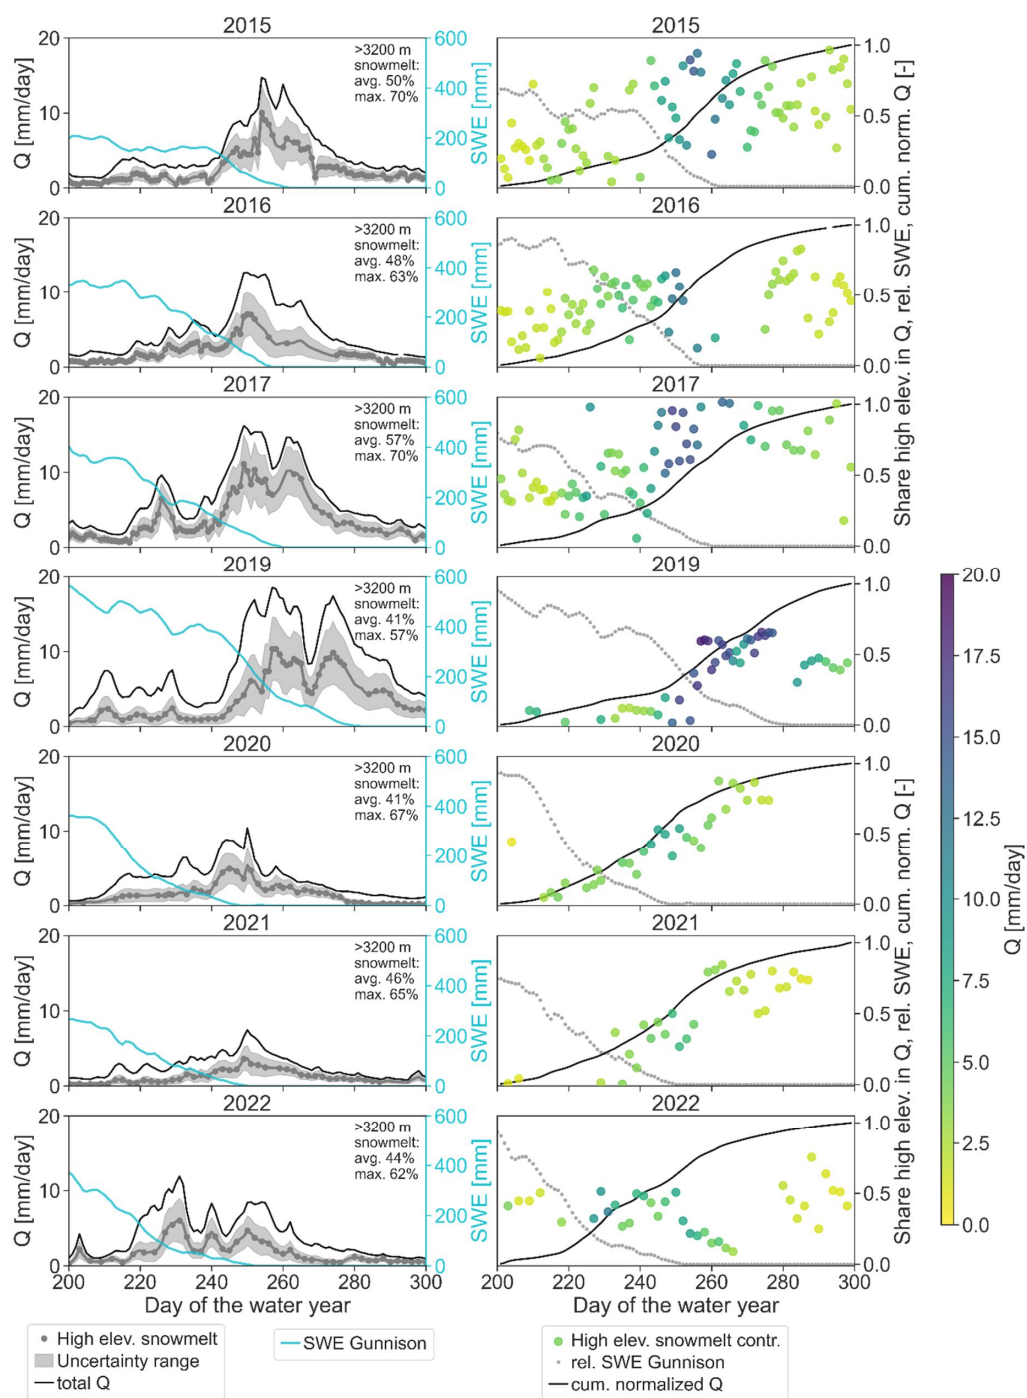 2015
2015
20
10
0
Q [mm/day]
>3200 m
snowmelt:
avg. 50%
max. 70%
600
400
200
0
SWE [mm]
1.0
0.5
0.0
2016
2016
20
10
0
Q [mm/day]
>3200 m
snowmelt:
avg. 48%
max. 63%
600
400
200
0
SWE [mm]
1.0
0.5
0.0
2017
2017
20
10
0
Q [mm/day]
>3200 m
snowmelt:
avg. 57%
max. 70%
600
400
200
0
SWE [mm]
1.0
0.5
0.0
Share high elev. in Q, rel. SWE, cum. norm. Q [-]
2019
2019
20
10
0
Q [mm/day]
>3200 m
snowmelt:
avg. 41%
max. 57%
600
400
200
0
SWE [mm]
1.0
0.5
0.0
2020
2020
20
10
0
Q [mm/day]
>3200 m
snowmelt:
avg. 41%
max. 67%
600
400
200
0
SWE [mm]
1.0
0.5
0.0
2021
2021
20
10
0
Q [mm/day]
>3200 m
snowmelt:
avg. 46%
max. 65%
600
400
200
0
SWE [mm]
1.0
0.5
0.0
2022
2022
20
10
0
Q [mm/day]
>3200 m
snowmelt:
avg. 44%
max. 62%
600
400
200
0
SWE [mm]
1.0
0.5
0.0
Share high elev. in Q, rel. SWE, cum. norm. Q [-]
20.0
17.5
15.0
12.5
10.0
7.5
5.0
2.5
0.0
Q [mm/day]
200 220 240 260 280 300
200 220 240 260 280 300
Day of the water year
Day of the water year
High elev. snowmelt
Uncertainty range
total Q
SWE Gunnison
High elev. snowmelt contr.
rel. SWE Gunnison
cum. normalized Q